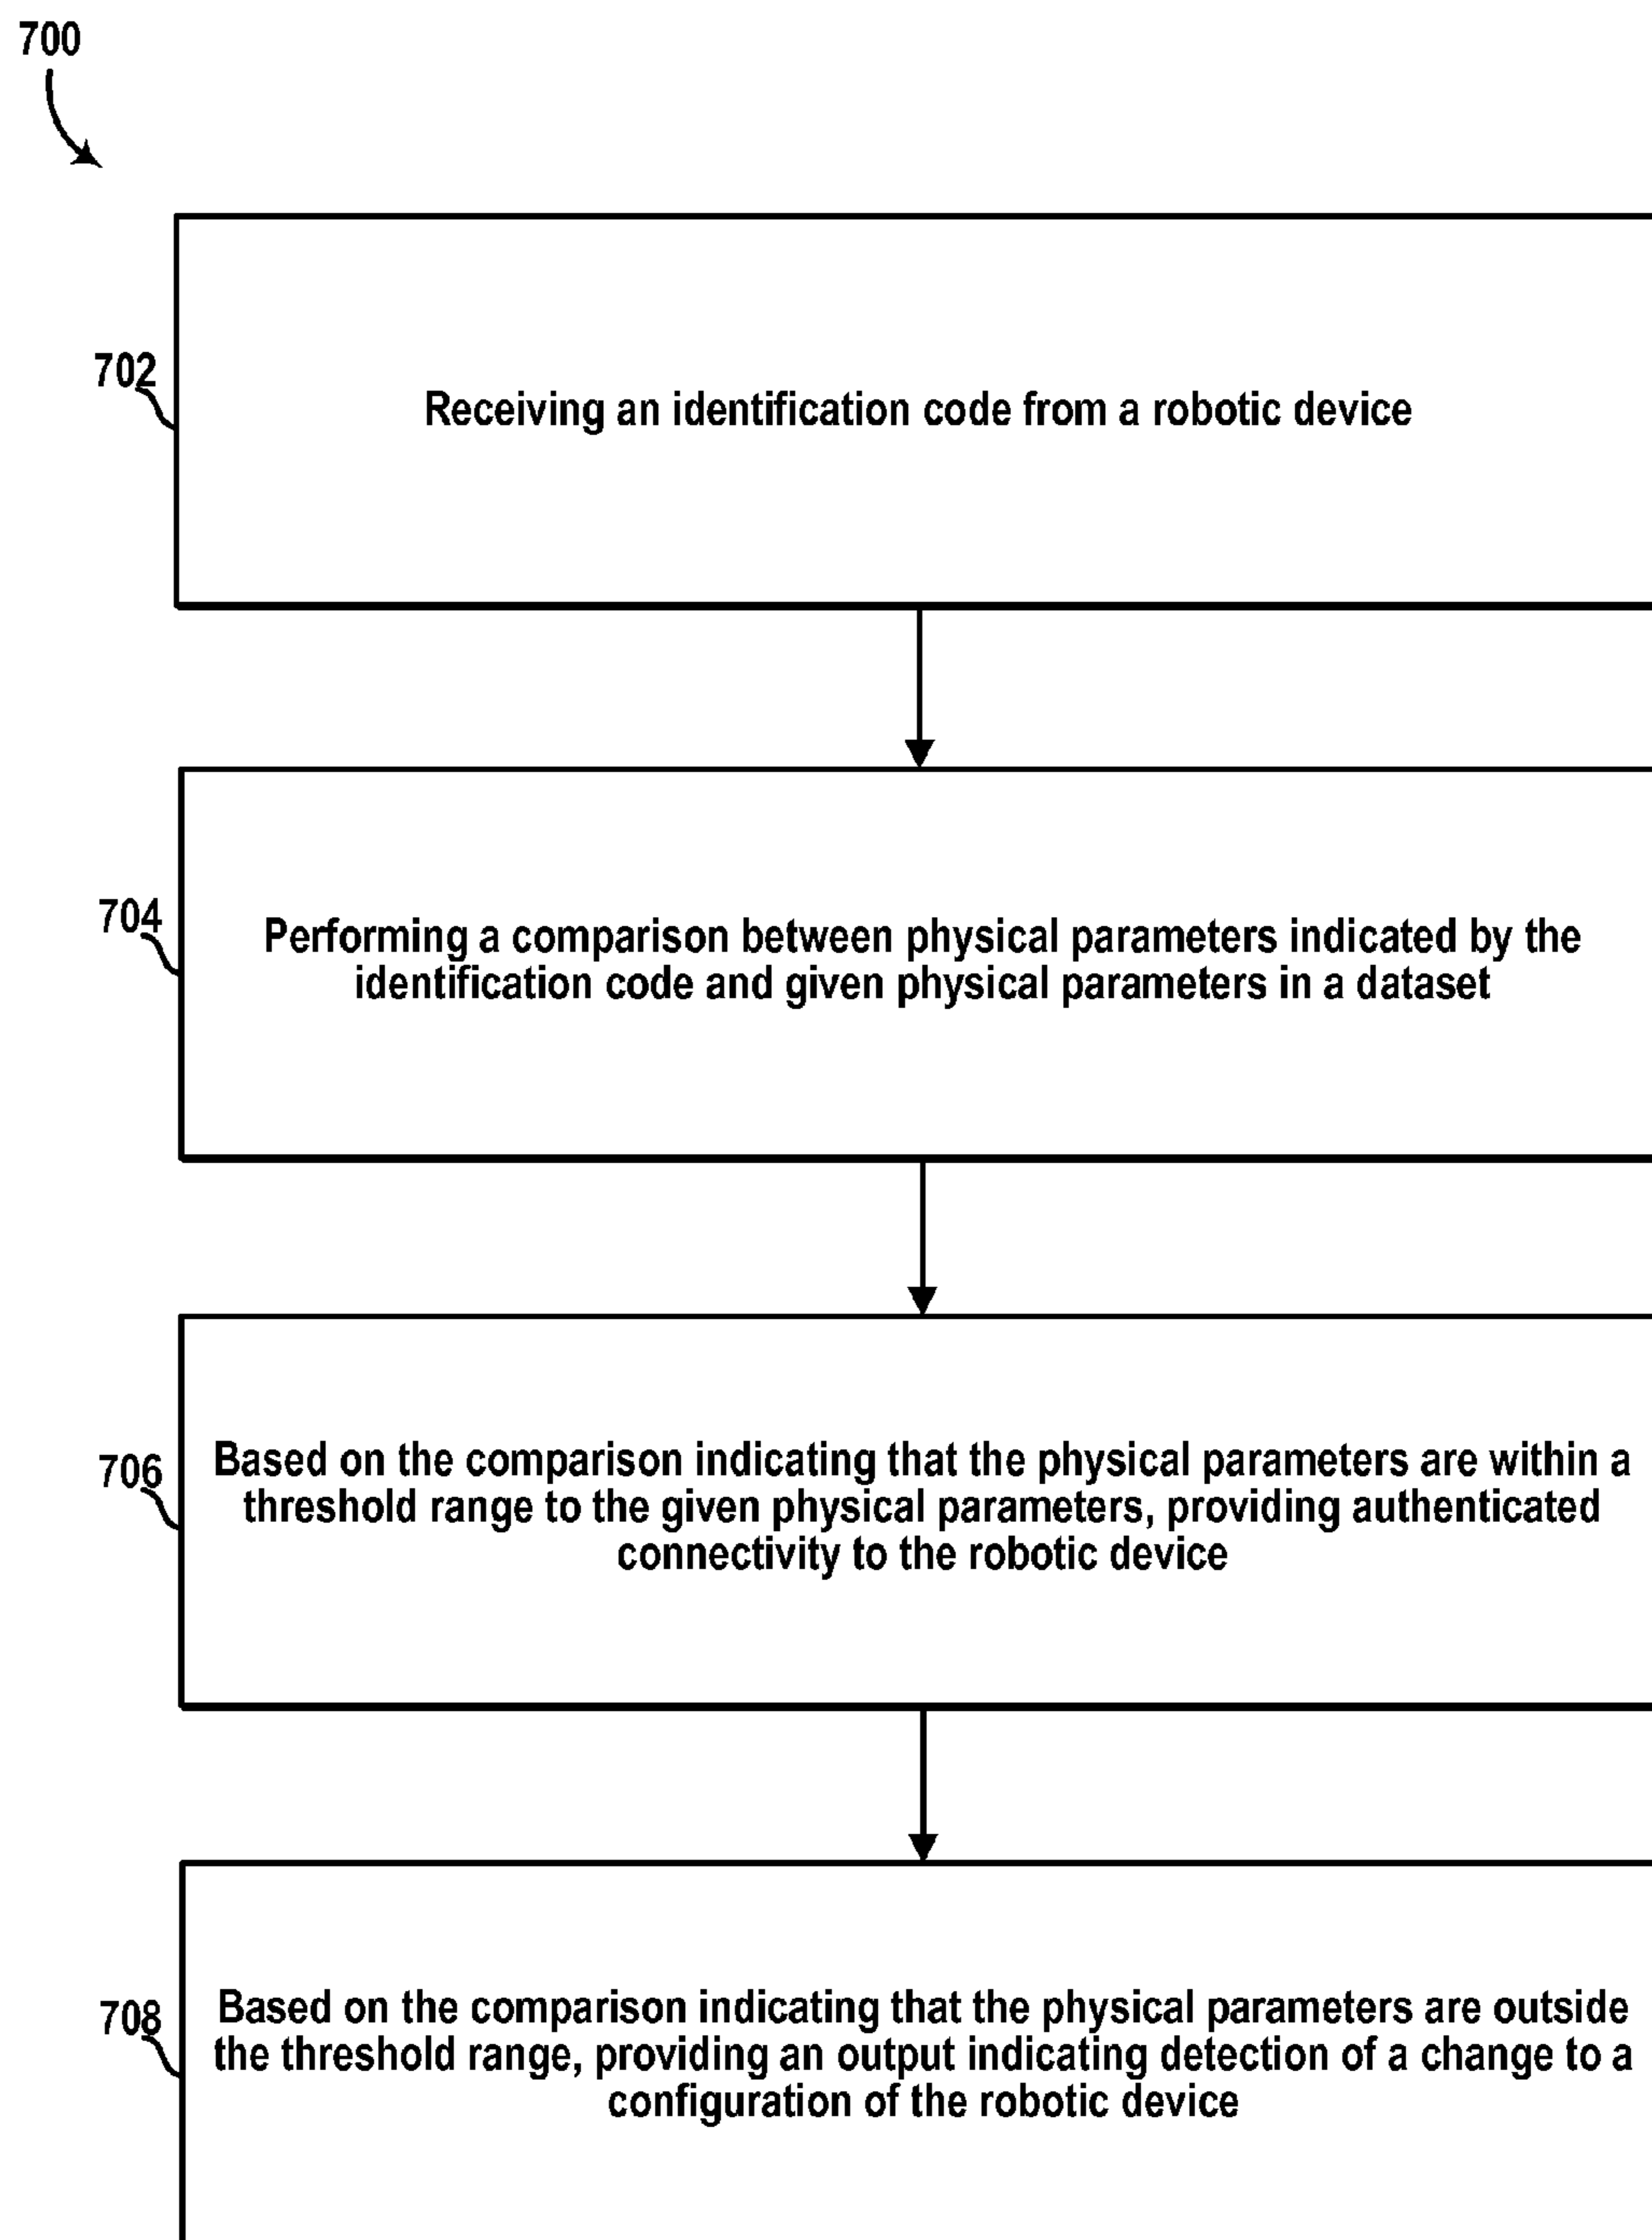 700
702
Receiving an identification code from a robotic device
704
Performing a comparison between physical parameters indicated by the
identification code and given physical parameters in a dataset
706
Based on the comparison indicating that the physical parameters are within a
threshold range to the given physical parameters, providing authenticated
connectivity to the robotic device
708
Based on the comparison indicating that the physical parameters are outside
the threshold range, providing an output indicating detection of a change to a
configuration of the robotic device